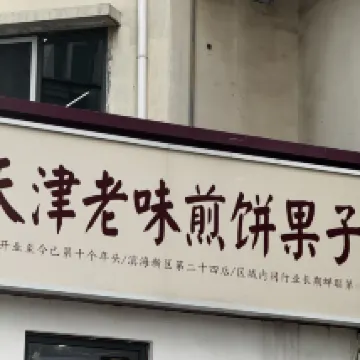 天津老味煎饼果子
开业至今已第十个年头/滨海新区第二十四店/区域内同行业长期蝉联第一